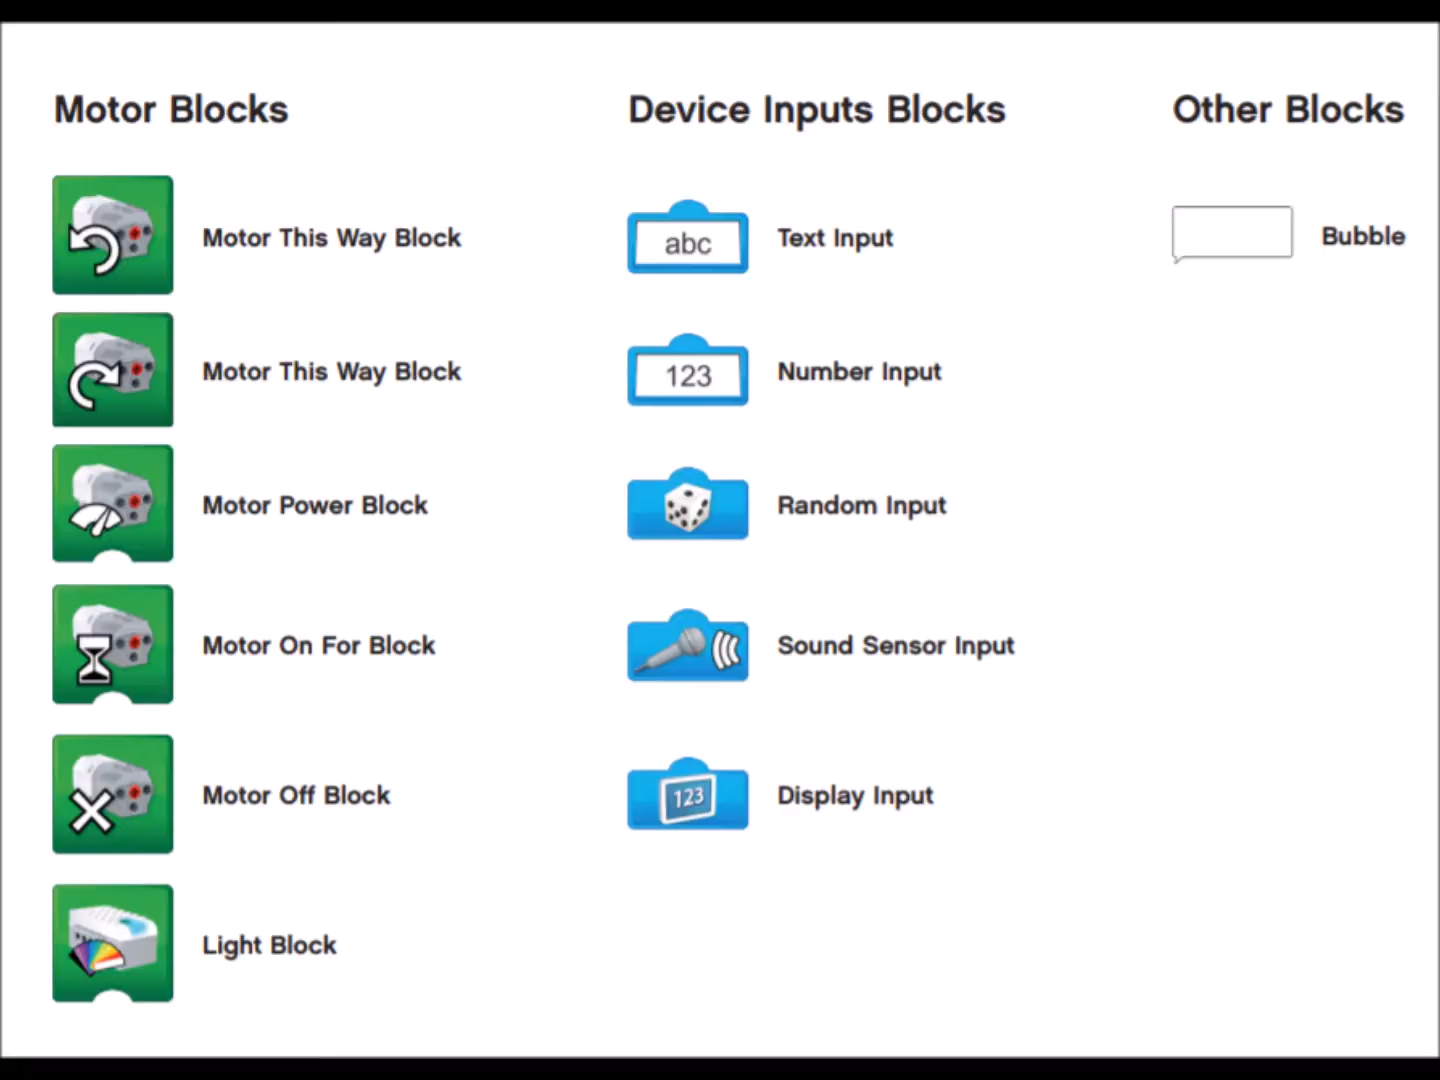 Motor Blocks
Motor This Way Block
Motor This Way Block
Motor Power Block
Motor On For Block
Motor Off Block
Light Block
Device Inputs Blocks
abc
Text Input
123
Number Input
Random Input
Sound Sensor Input
123
Display Input
Other Blocks
Bubble